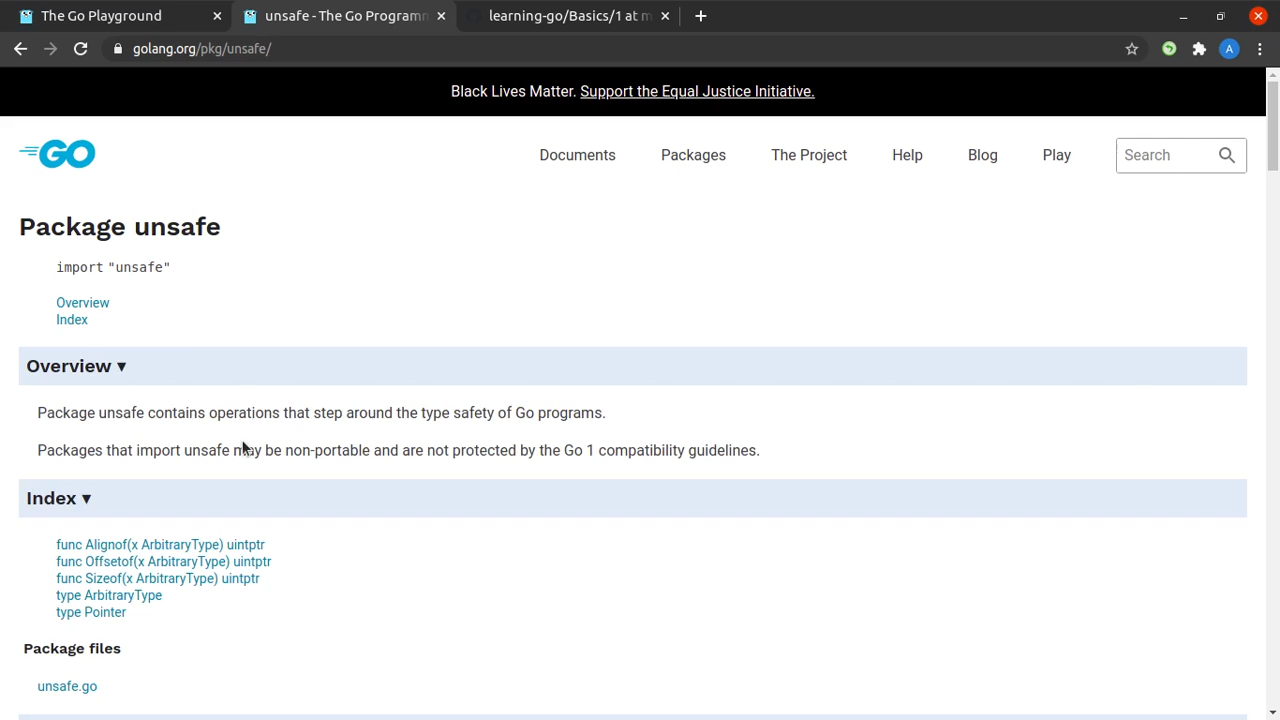 The Go Playground
unsafe - The Go Programm
learning-go/Basics/1 at m
golang.org/pkg/unsafe/
A
Black Lives Matter. Support the Equal Justice Initiative.
GO
Documents
Packages
The Project
Help
Blog
Play
Search
Package unsafe
import "unsafe"
Overview
Index
Overview ▾
Package unsafe contains operations that step around the type safety of Go programs.
Packages that import unsafe may be non-portable and are not protected by the Go 1 compatibility guidelines.
Index ▾
func Alignof(x ArbitraryType) uintptr
func Offsetof(x ArbitraryType) uintptr
func Sizeof(x ArbitraryType) uintptr
type ArbitraryType
type Pointer
Package files
unsafe.go